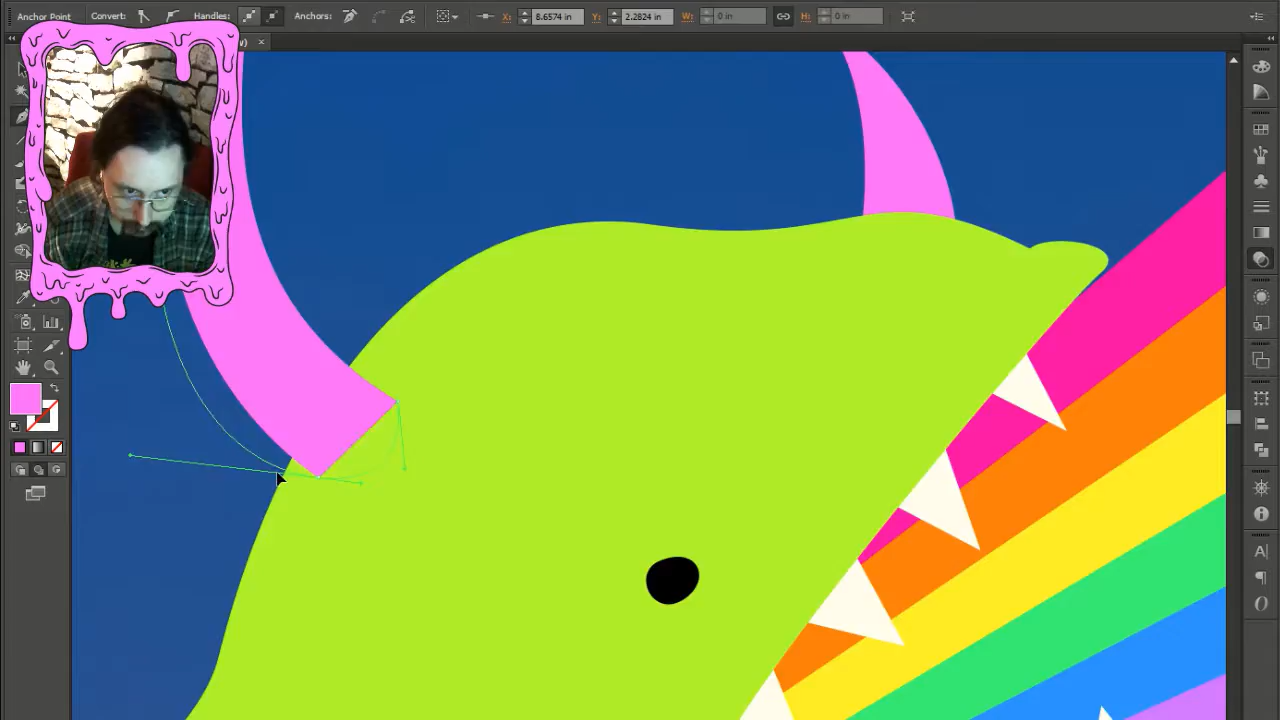 Anchor Point Convert: Handles: Anchors: X: 8.6574 in Y: 2.2824 in W: 0 in H: 0 in